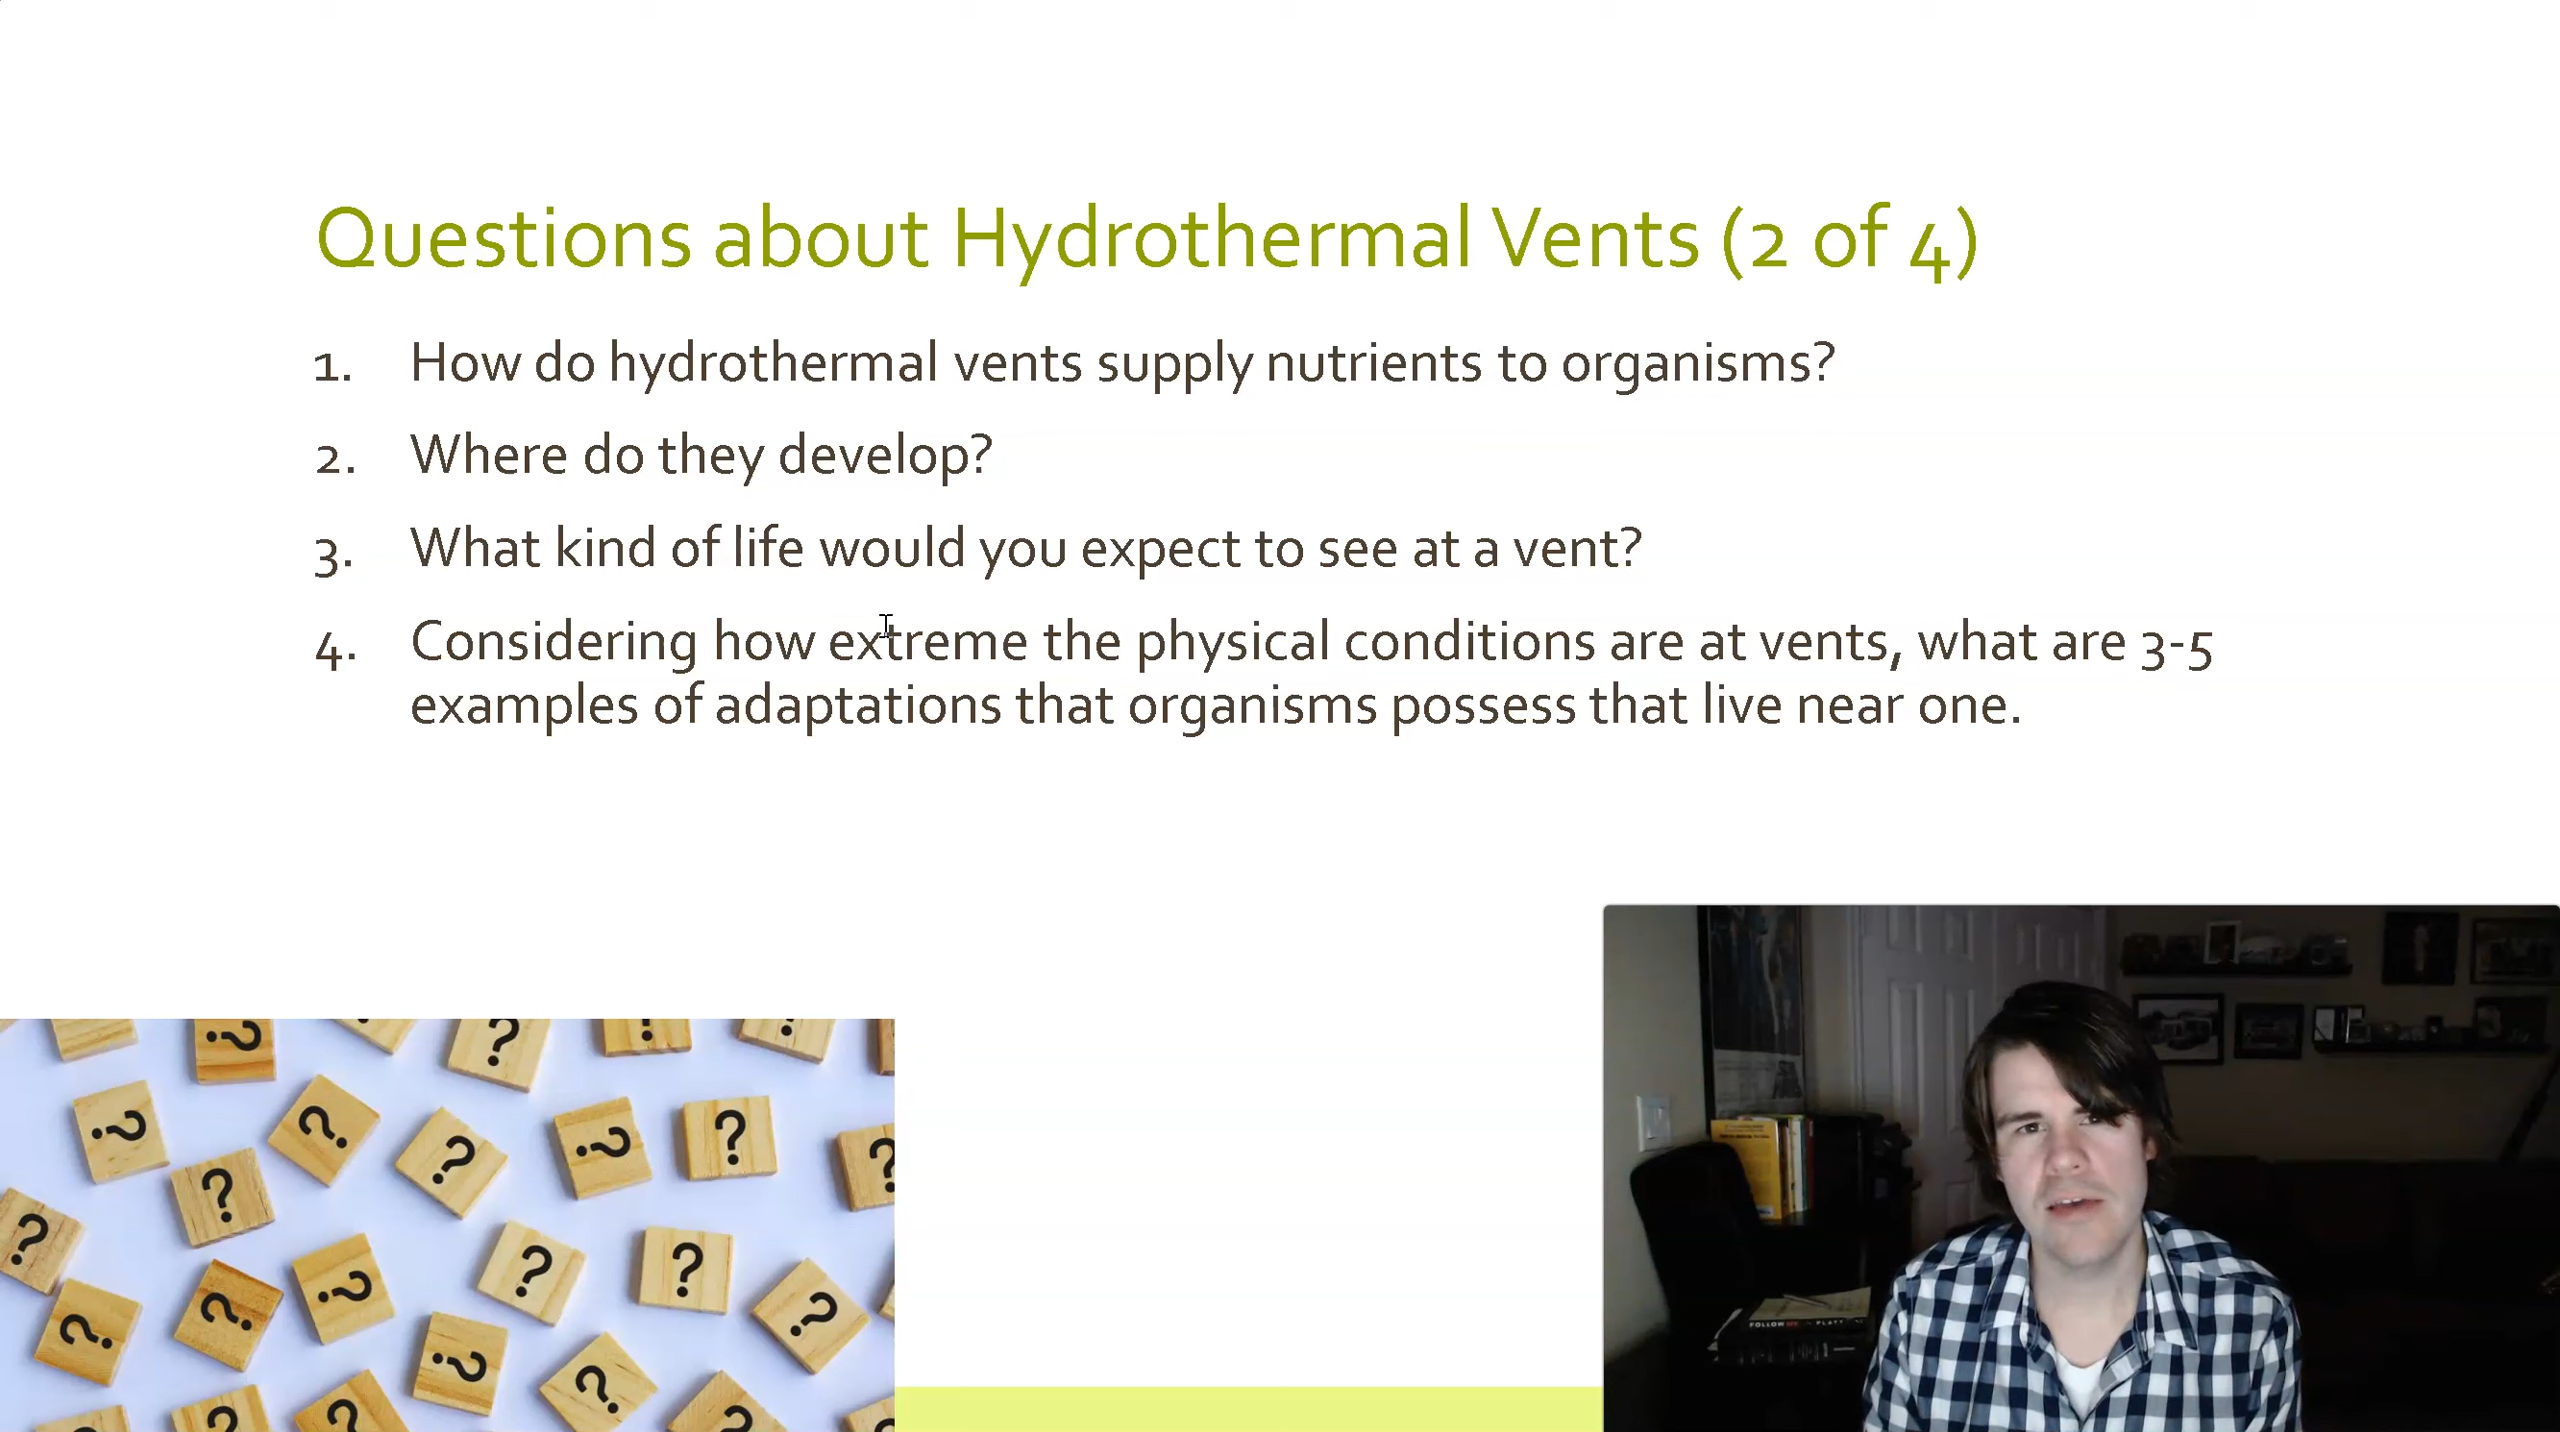 Questions about Hydrothermal Vents (2 of 4)
1. How do hydrothermal vents supply nutrients to organisms?
2. Where do they develop?
3. What kind of life would you expect to see at a vent?
4. Considering how extreme the physical conditions are at vents, what are 3-5
examples of adaptations that organisms possess that live near one.
? ? ? ? ?
? ? ? ? ? ? ?
? ? ? ? ?
? ? ? ? ?
? ? ? ?
FOLLOW ME PLATT